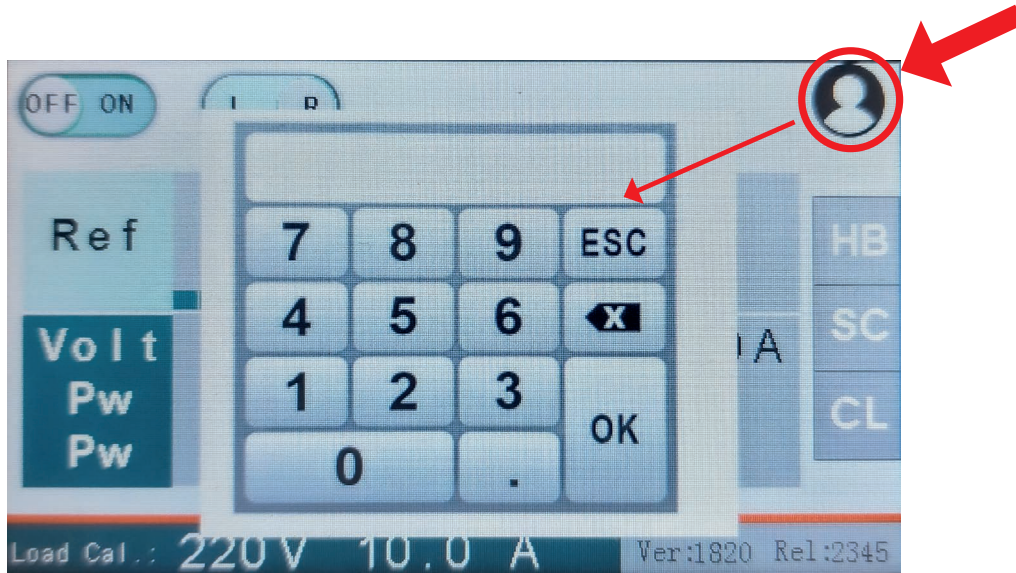 OFF ON
Ref
7 8 9 ESC
HB
4 5 6 X
SC
Volt
A
1 2 3
Pw
OK
CL
Pw
0 .
Load Cal.: 220V 10.0 A Ver:1820 Rel:2345